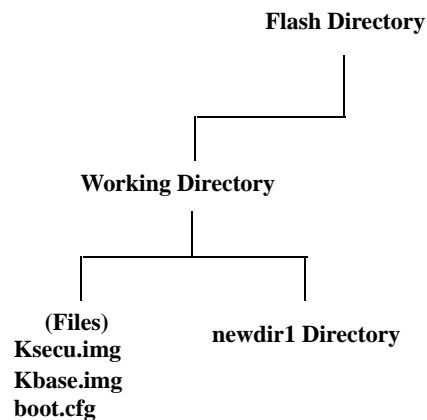 Flash Directory
Working Directory
(Files)
Ksecu.img
Kbase.img
boot.cfg
newdir1 Directory